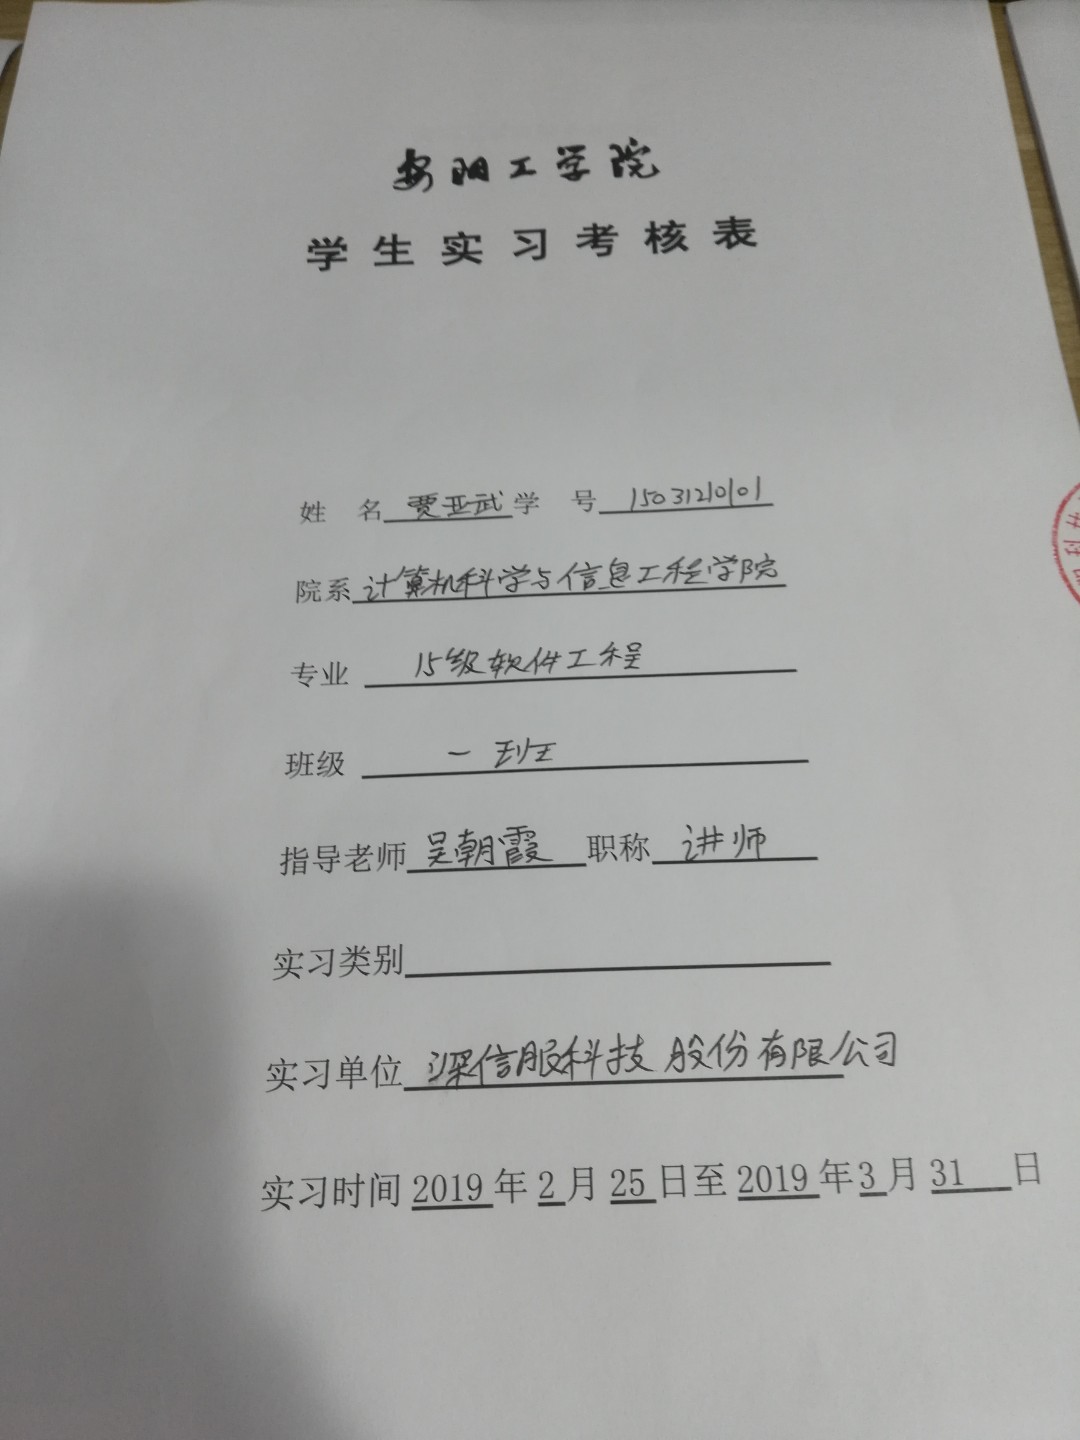 安阳工学院
学生实习考核表
姓 名 贾亚武 学 号 15031210101
院系 计算机科学与信息工程学院
专业 15级软件工程
班级 一班
指导老师 吴朝霞 职称 讲师
实习类别
实习单位 深信服科技股份有限公司
实习时间 2019 年 2 月 25 日至 2019 年 3 月 31 日